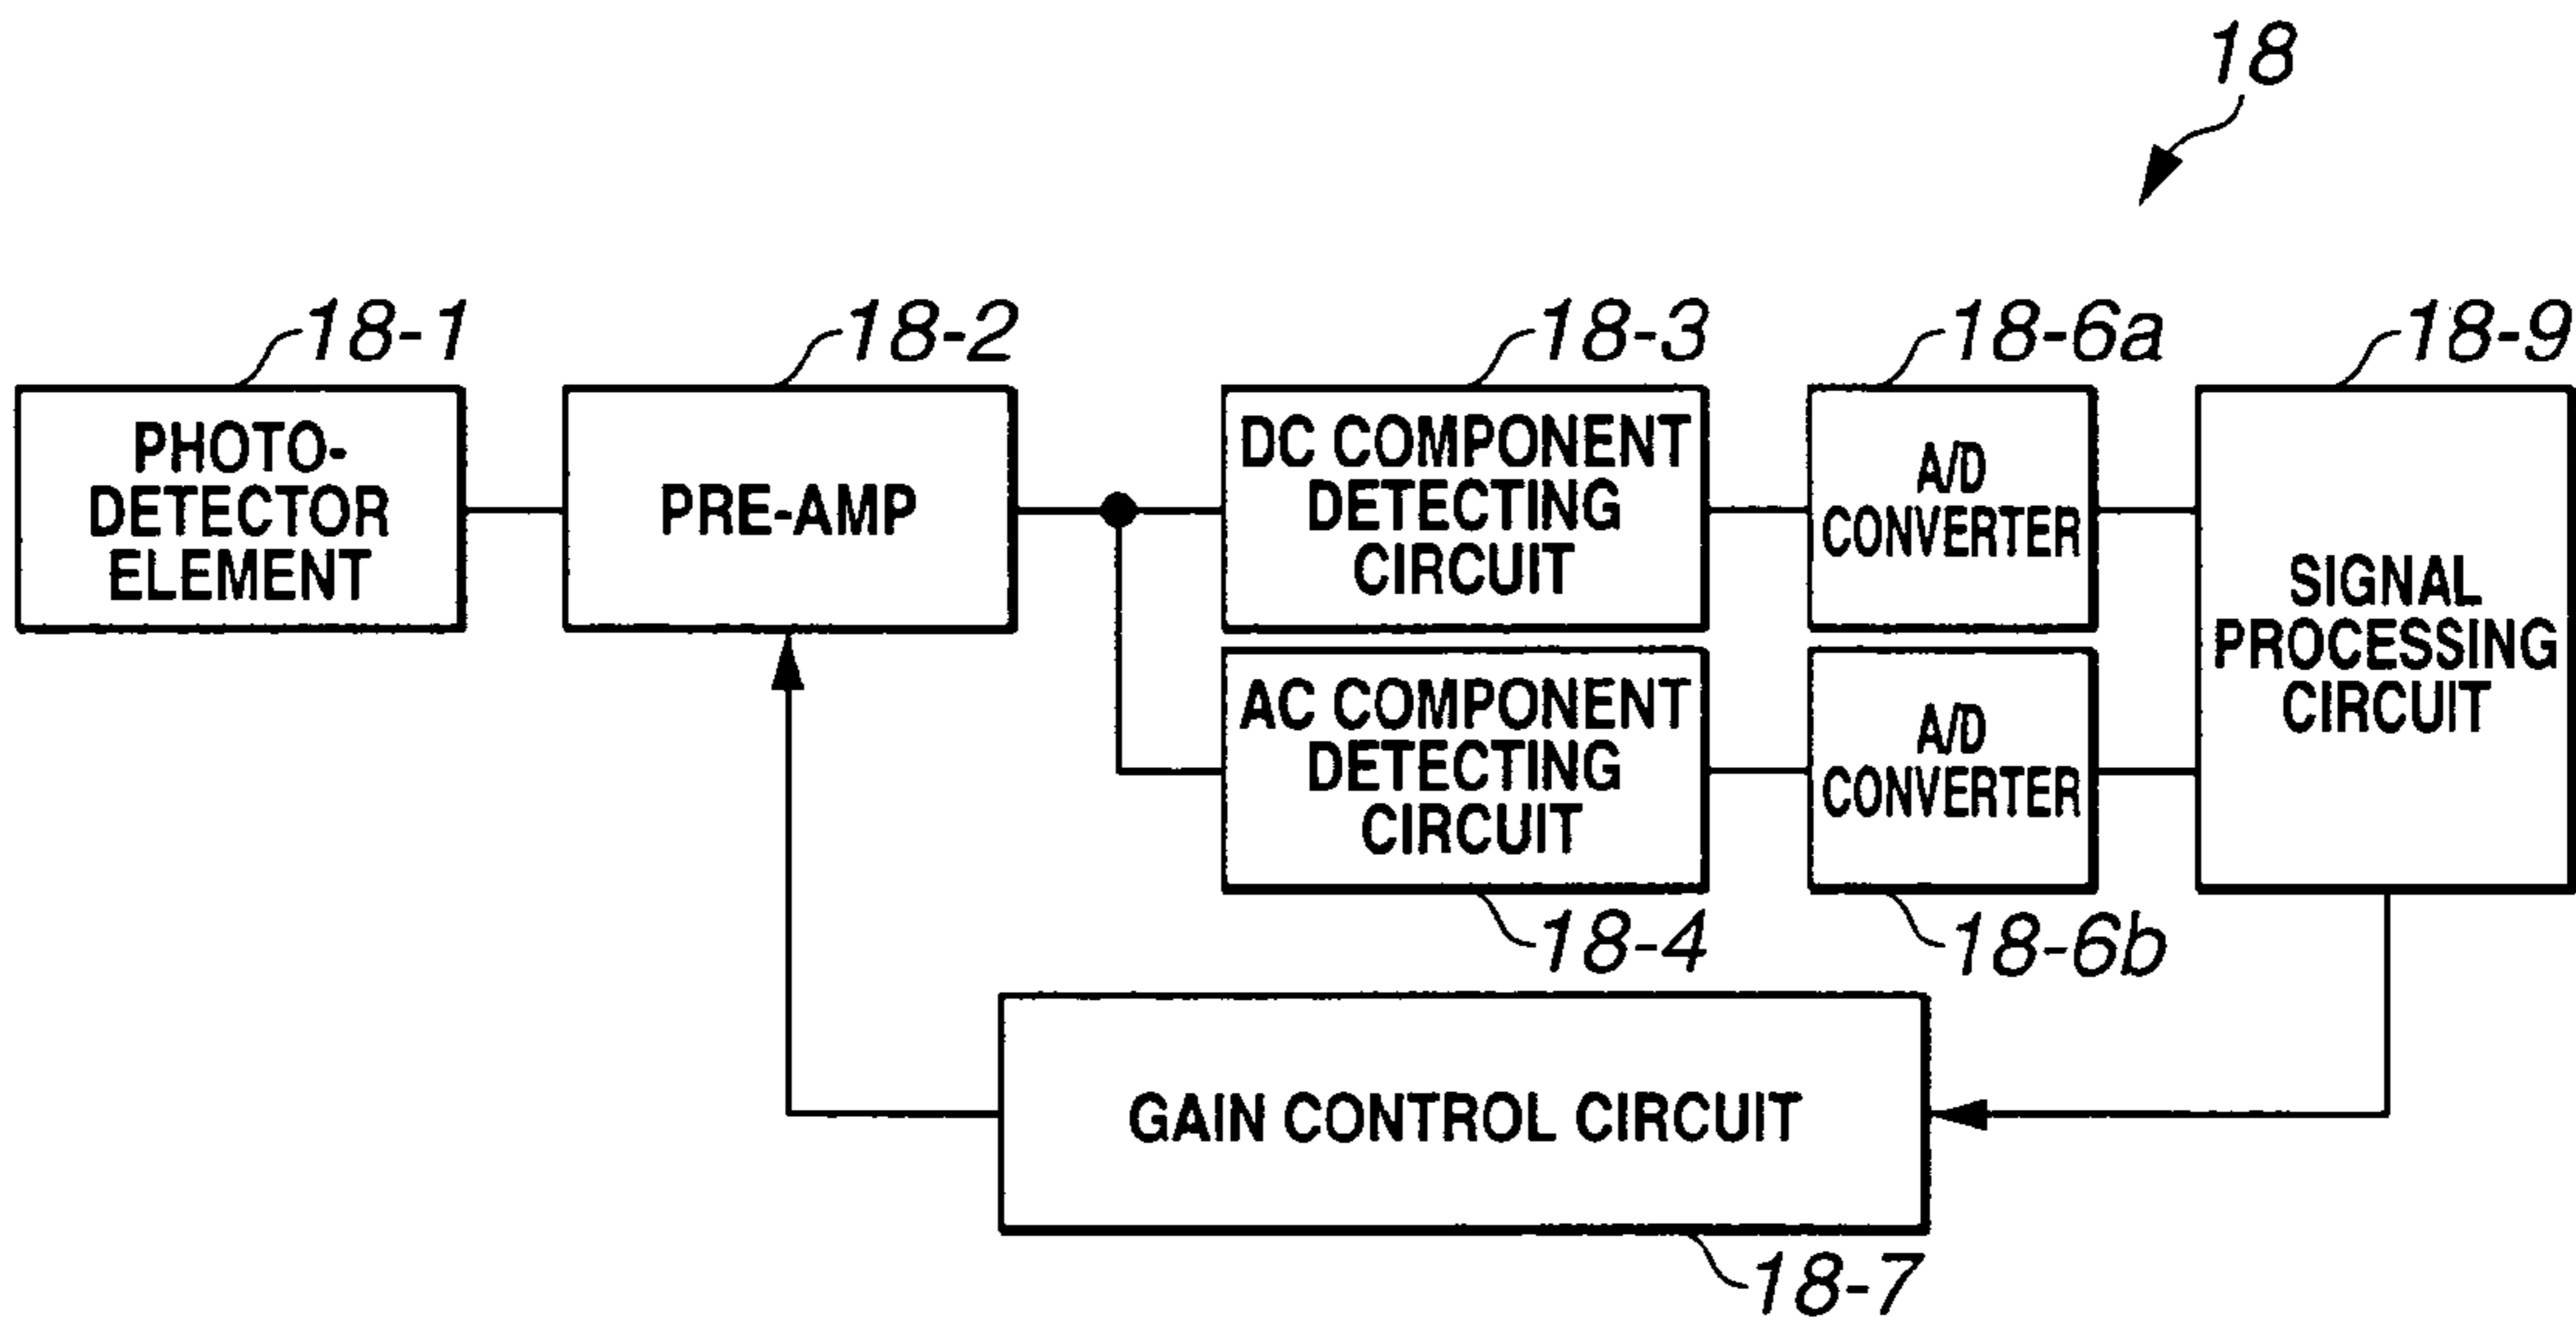 18
18-1
18-2
18-3
18-6a
18-9
PHOTO-
DETECTOR
ELEMENT
PRE-AMP
DC COMPONENT
DETECTING
CIRCUIT
A/D
CONVERTER
SIGNAL
PROCESSING
CIRCUIT
AC COMPONENT
DETECTING
CIRCUIT
A/D
CONVERTER
18-4
18-6b
GAIN CONTROL CIRCUIT
18-7